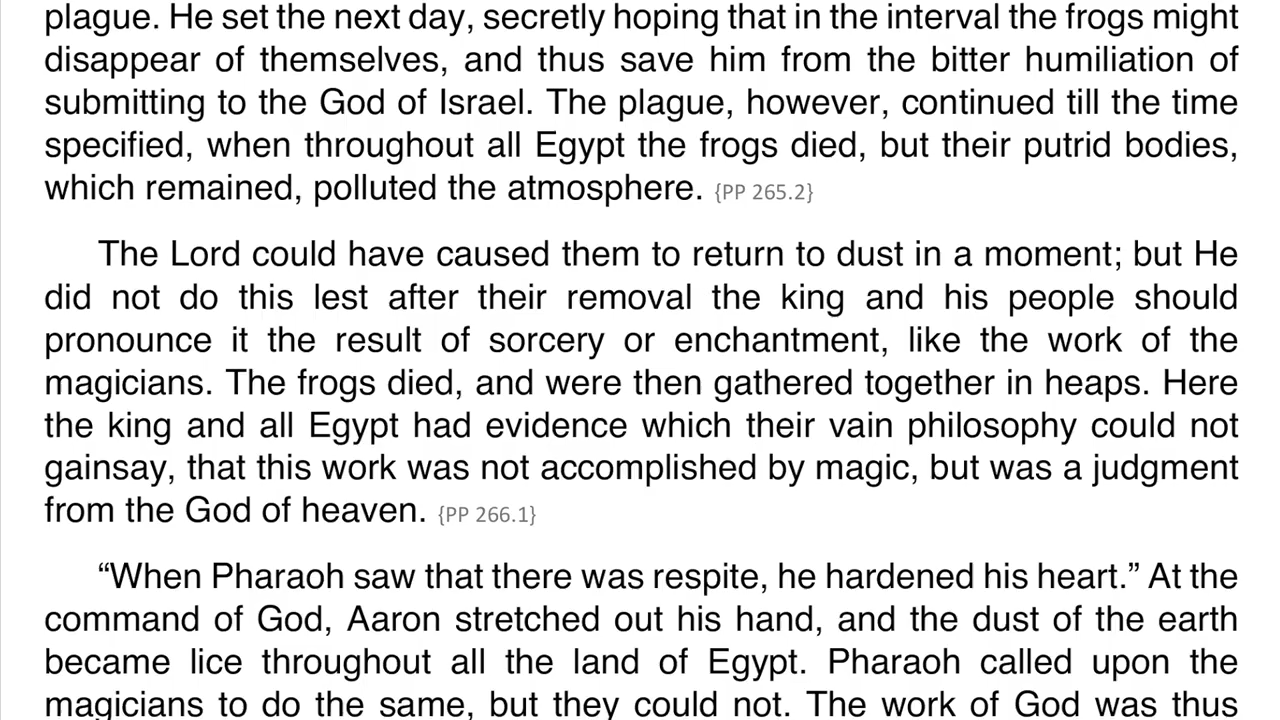 plague. He set the next day, secretly hoping that in the interval the frogs might
disappear of themselves, and thus save him from the bitter humiliation of
submitting to the God of Israel. The plague, however, continued till the time
specified, when throughout all Egypt the frogs died, but their putrid bodies,
which remained, polluted the atmosphere. {PP 265.2}
The Lord could have caused them to return to dust in a moment; but He
did not do this lest after their removal the king and his people should
pronounce it the result of sorcery or enchantment, like the work of the
magicians. The frogs died, and were then gathered together in heaps. Here
the king and all Egypt had evidence which their vain philosophy could not
gainsay, that this work was not accomplished by magic, but was a judgment
from the God of heaven. {PP 266.1}
“When Pharaoh saw that there was respite, he hardened his heart.” At the
command of God, Aaron stretched out his hand, and the dust of the earth
became lice throughout all the land of Egypt. Pharaoh called upon the
magicians to do the same, but they could not. The work of God was thus